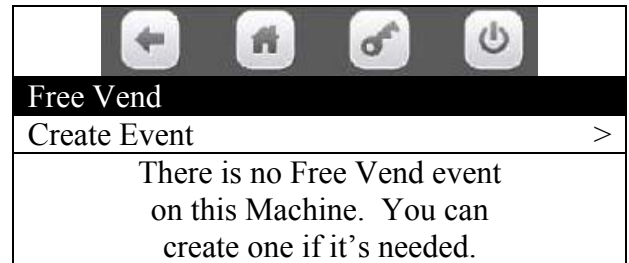 Free Vend
Create Event >
There is no Free Vend event
on this Machine.  You can
create one if it’s needed.